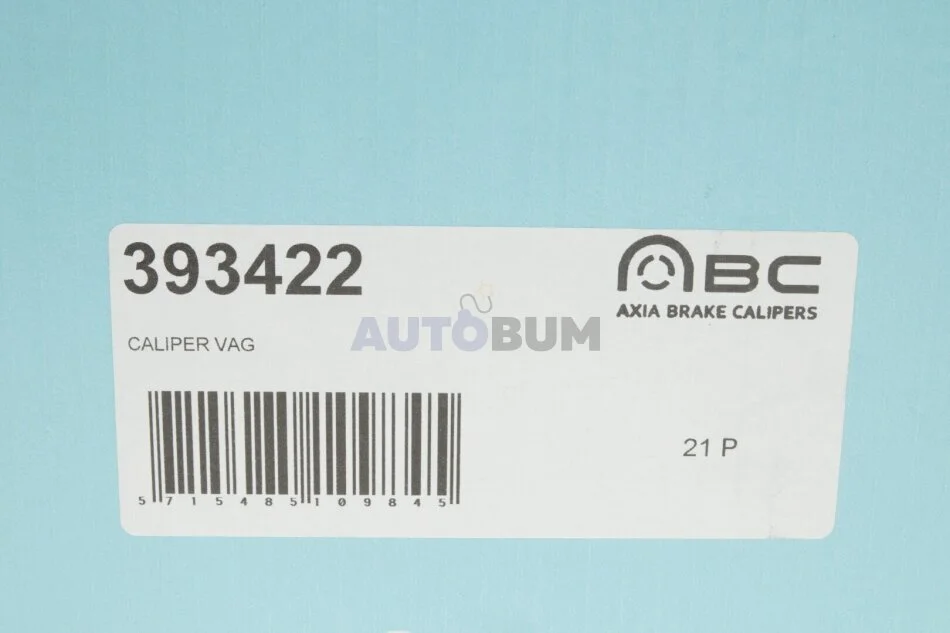 393422
ABC
AXIA BRAKE CALIPERS
AUTOBUM
CALIPER VAG
21 P
5 715485 109845